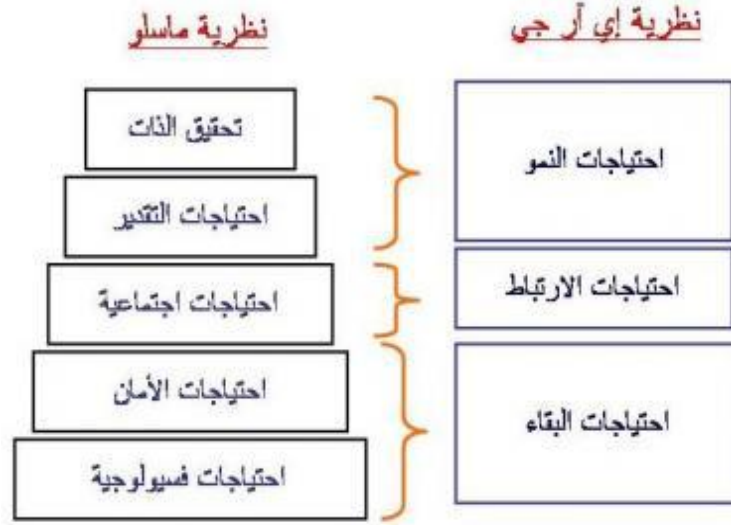 نظرية إي آر جي
نظرية ماسلو
احتياجات النمو
احتياجات الارتباط
احتياجات البقاء
تحقيق الذات
احتياجات التقدير
احتياجات اجتماعية
احتياجات الأمان
احتياجات فسيولوجية